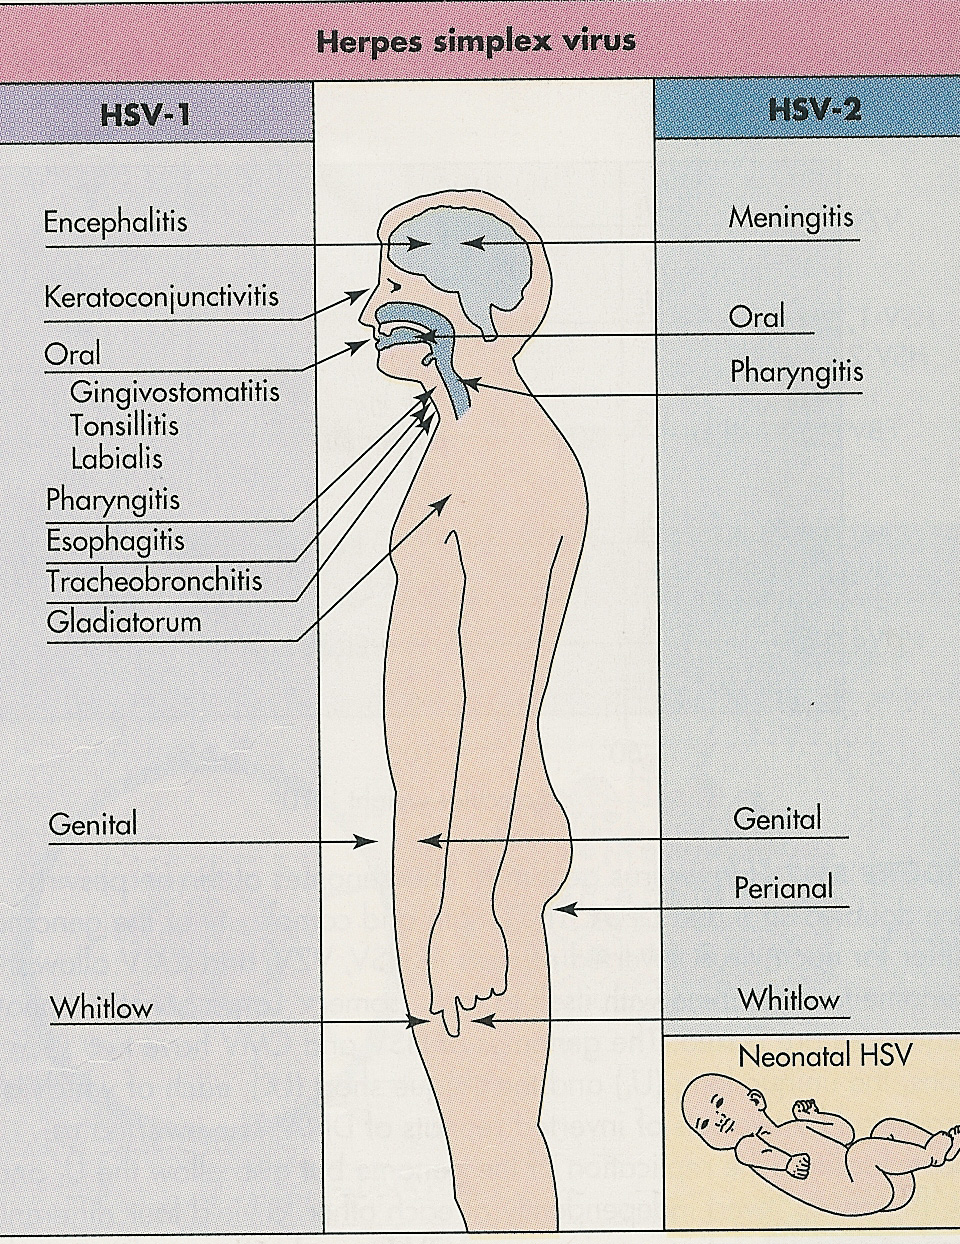 Herpes simplex virus
HSV-1
Encephalitis
Keratoconjunctivitis
Oral
Gingivostomatitis
Tonsillitis
Labialis
Pharyngitis
Esophagitis
Tracheobronchitis
Gladiatorum
Genital
Whitlow
HSV-2
Meningitis
Oral
Pharyngitis
Genital
Perianal
Whitlow
Neonatal HSV